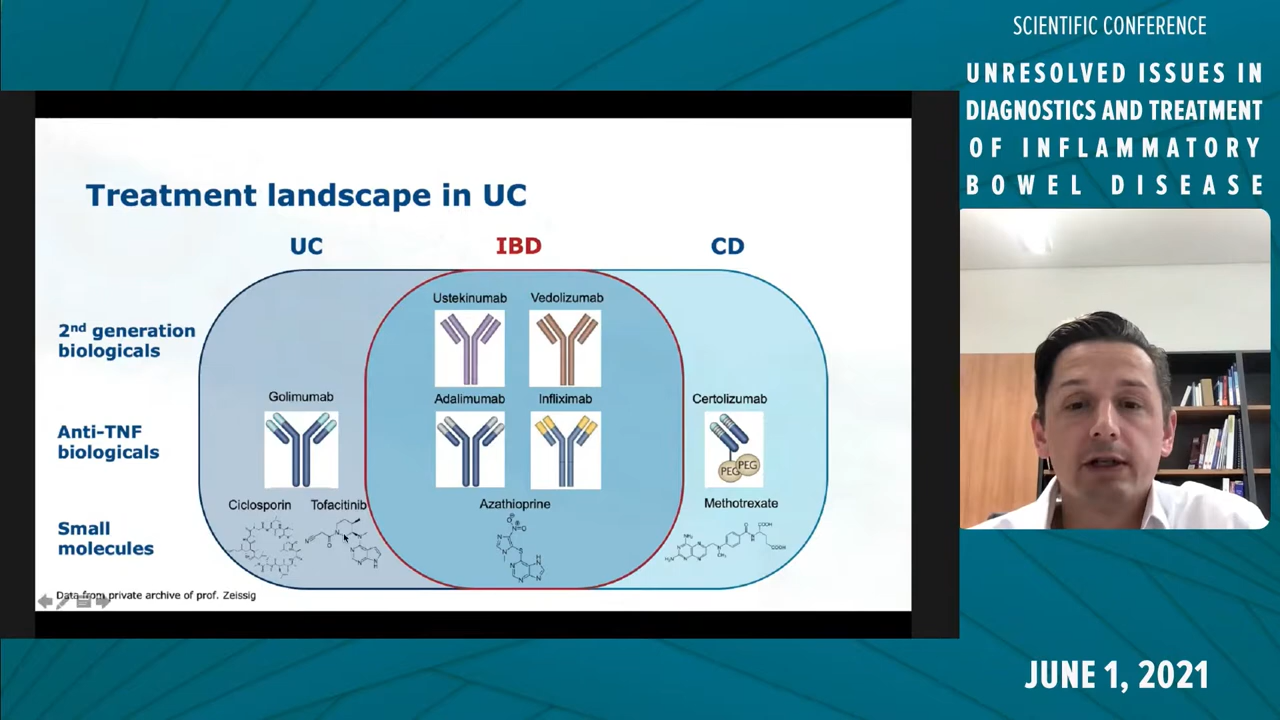 SCIENTIFIC CONFERENCE
UNRESOLVED ISSUES IN
DIAGNOSTICS AND TREATMENT
OF INFLAMMATORY
BOWEL DISEASE
Treatment landscape in UC
UC
IBD
CD
2nd generation
biologicals
Ustekinumab
Vedolizumab
Anti-TNF
biologicals
Golimumab
Adalimumab
Infliximab
Certolizumab
PEG
PEG
Small
molecules
Ciclosporin
Tofacitinib
Azathioprine
Methotrexate
Data from private archive of prof. Zeissig
JUNE 1, 2021